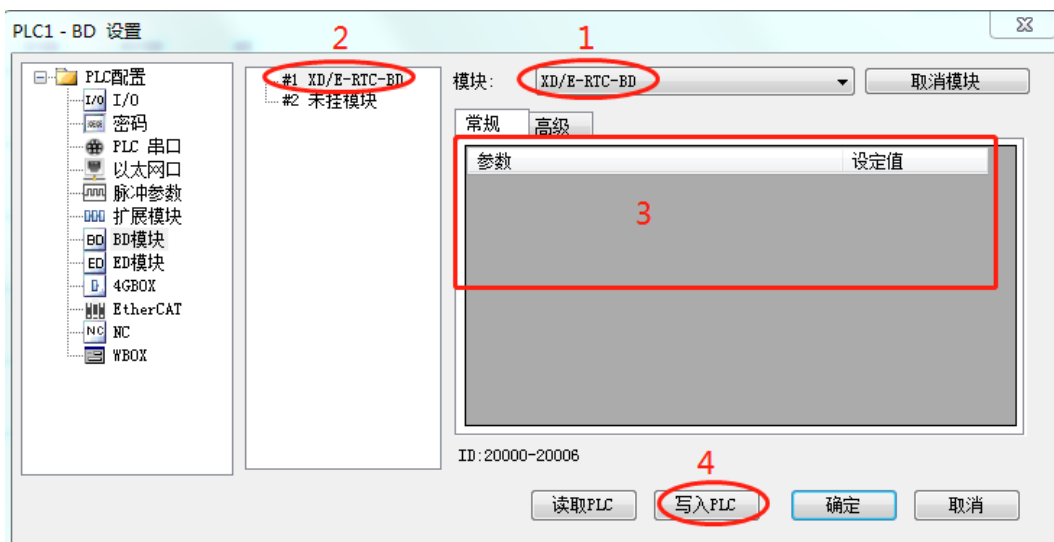 PLC1 - BD 设置
2
1
PLC配置
I/O
密码
PLC 串口
以太网口
脉冲参数
扩展模块
BD模块
ED模块
4GBOX
EtherCAT
NC
WBOX
#1 XD/E-RTC-BD
#2 未挂模块
模块: XD/E-RTC-BD 取消模块
常规 高级
参数 设定值
3
ID:20000-20006
4
读取PLC 写入PLC 确定 取消